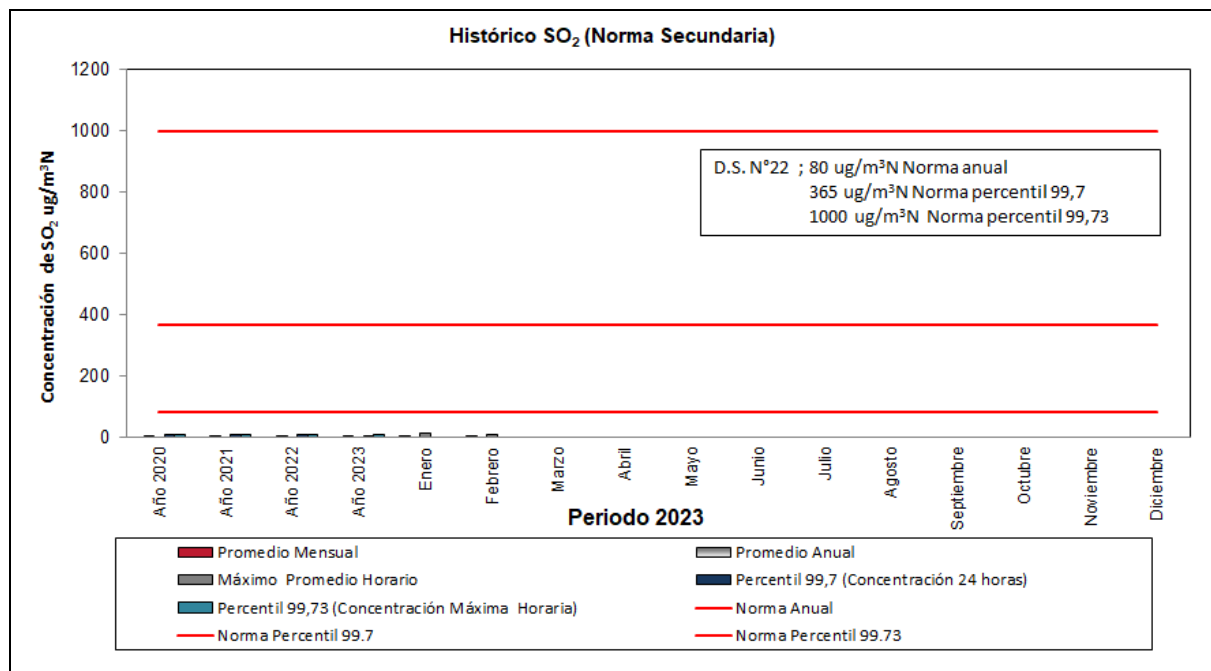 Histórico SO₂ (Norma Secundaria)
Concentración de SO₂ ug/m³N
1200
1000
800
600
400
200
0
D.S. N°22 ; 80 ug/m³N Norma anual
365 ug/m³N Norma percentil 99,7
1000 ug/m³N Norma percentil 99,73
Año 2020
Año 2021
Año 2022
Año 2023
Enero
Febrero
Marzo
Abril
Mayo
Junio
Julio
Agosto
Septiembre
Octubre
Noviembre
Diciembre
Periodo 2023
Promedio Mensual
Promedio Anual
Máximo Promedio Horario
Percentil 99,7 (Concentración 24 horas)
Percentil 99,73 (Concentración Máxima Horaria)
Norma Anual
Norma Percentil 99.7
Norma Percentil 99.73